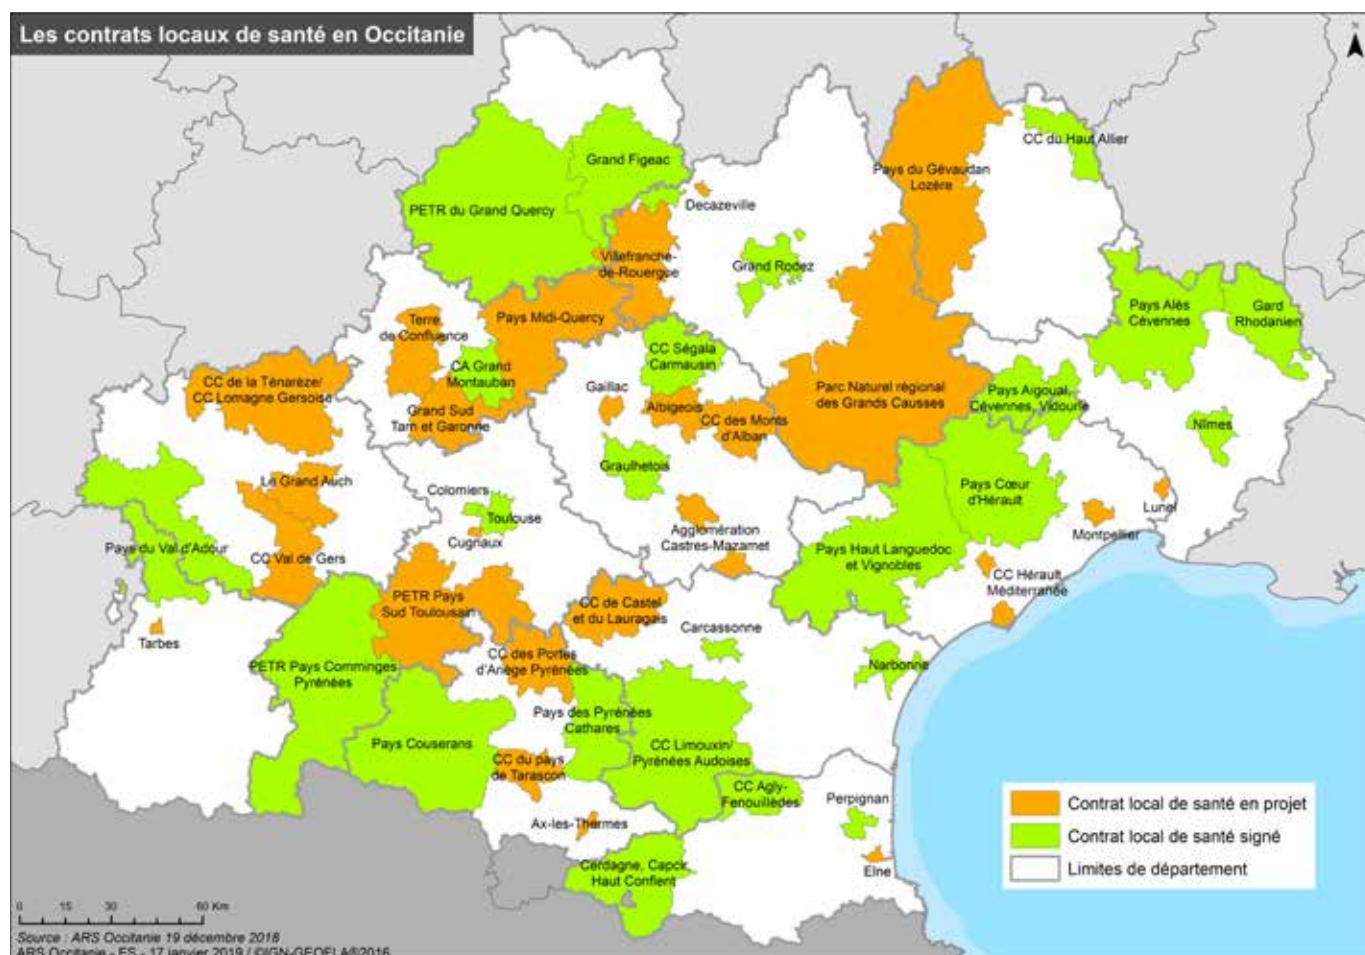 Les contrats locaux de santé en Occitanie
N
CC du Haut Allier
Grand Figeac
Pays du Gévaudan
Lozère
PETR du Grand Quercy
Decazeville
Villefranche-
de-Rouergue
Grand Rodez
Pays Alès
Cévennes
Gard
Rhodanien
Terre
de Confluence
Pays Midi-Quercy
CC Ségala
Carmausin
CA Grand
Montauban
CC de la Ténarèze/
CC Lomagne Gersoise
Gaillac
Albigeois
Parc Naturel régional
des Grands Causses
Pays Aigoual,
Cévennes, Vidourle
Grand Sud
Tarn et Garonne
CC des Monts
d'Alban
Nîmes
Graulhetois
Le Grand Auch
Colomiers
Toulouse
Pays Cœur
d'Hérault
Lunel
Cugnaux
Agglomération
Castres-Mazamet
Montpellier
Pays du Val d'Adour
CC Val de Gers
Pays Haut Languedoc
et Vignobles
CC Hérault
Méditerranée
PETR Pays
Sud Toulousain
CC de Castel
et du Lauragais
Tarbes
Carcassonne
CC des Portes
d'Ariège Pyrénées
PETR Pays Comminges
Pyrénées
Narbonne
Pays des Pyrénées
Cathares
Pays Couserans
CC Limouxin/
Pyrénées Audoises
CC du pays
de Tarascon
CC Agly-
Fenouillèdes
Perpignan
Ax-les-Thermes
Elne
Cerdagne, Capcir,
Haut Conflent
Contrat local de santé en projet
Contrat local de santé signé
Limites de département
0 15 30 60 Km
Source : ARS Occitanie 19 décembre 2018
ARS Occitanie - ES - 17 janvier 2019 / ©IGN-GEOFLA®2016